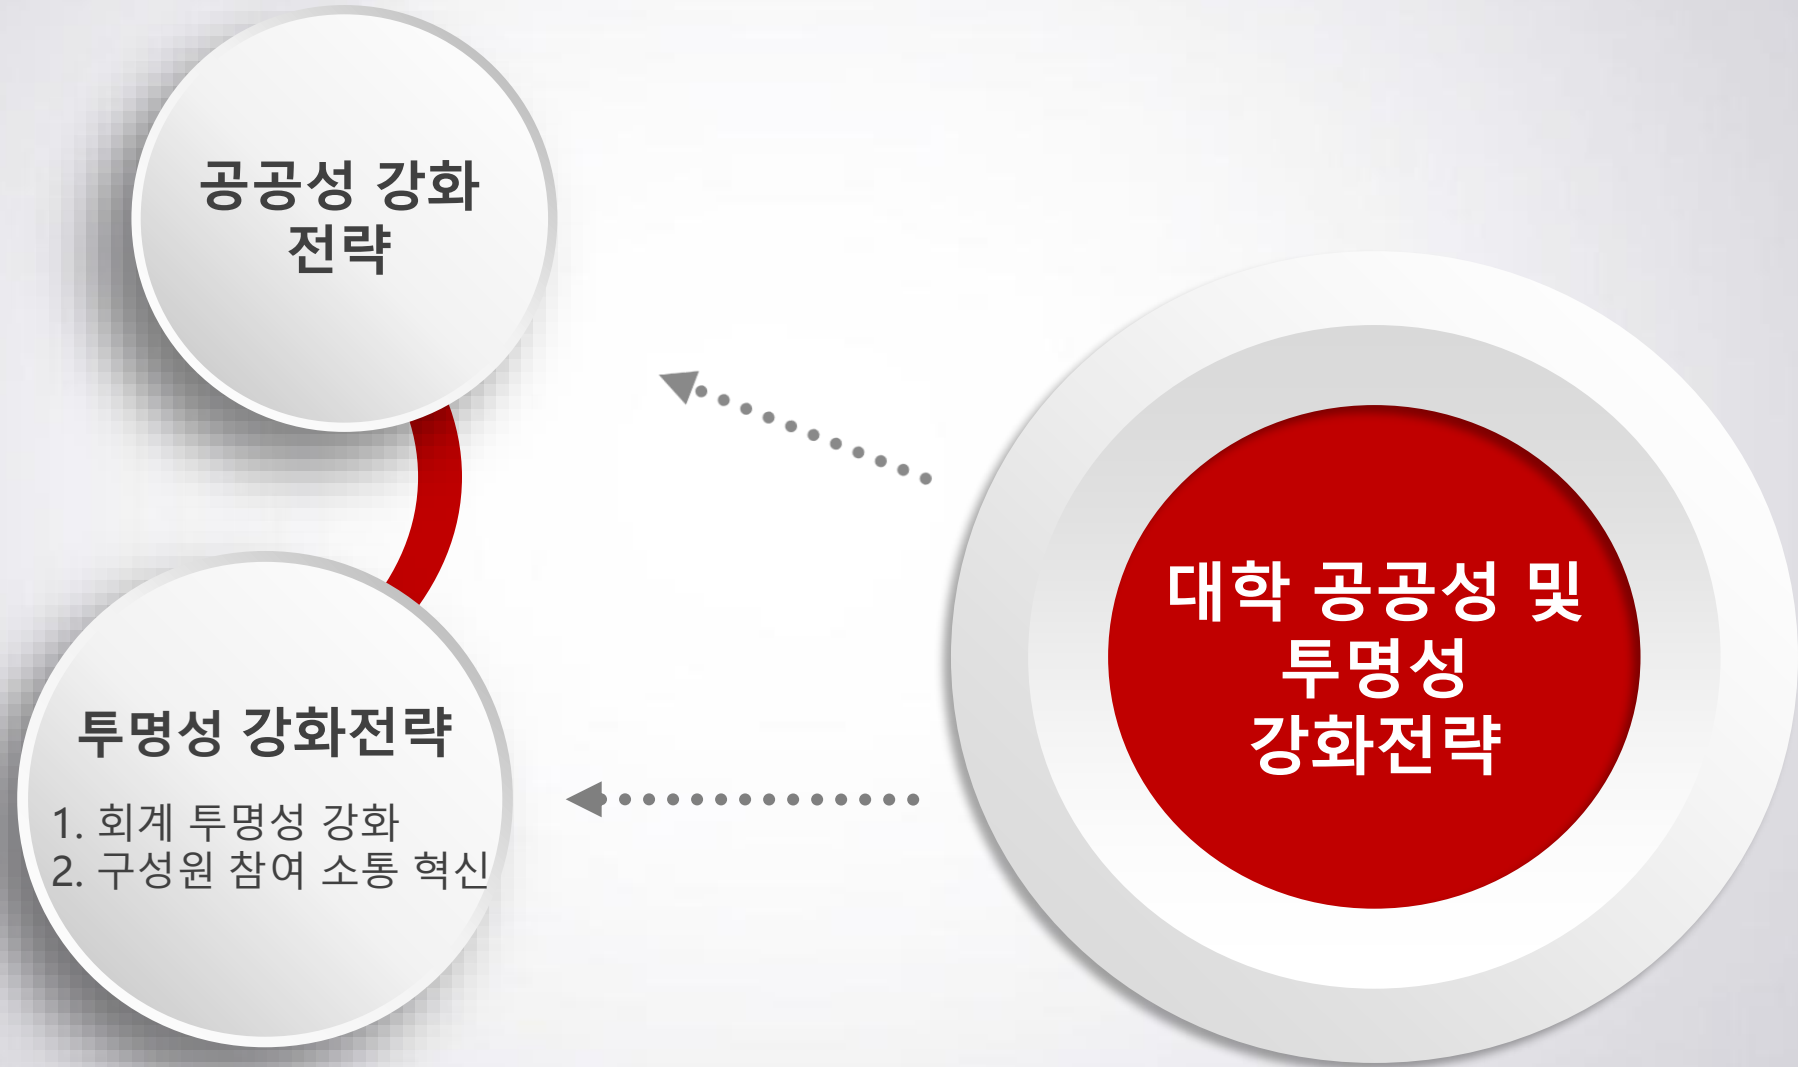 공공성 강화
전략
투명성 강화전략
1. 회계 투명성 강화
2. 구성원 참여 소통 혁신
대학 공공성 및
투명성
강화전략